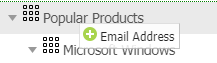 Popular Products
Email Address
Microsoft Windows